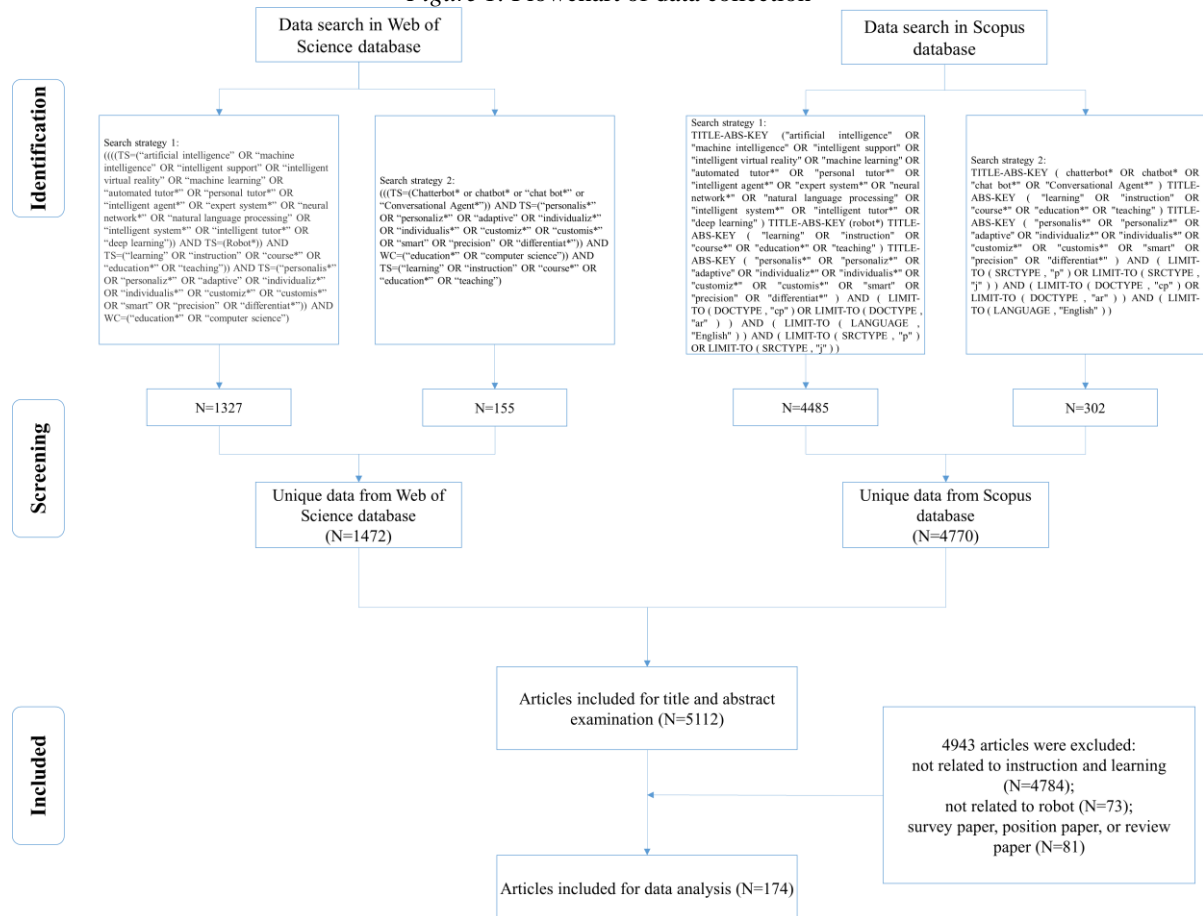 Figure 1. Flowchart of data collection
Data search in Web of
Science database
Data search in Scopus
database
Identification
Search strategy 1:
((((TS=(“artificial intelligence” OR “machine
intelligence” OR “intelligent support” OR “intelligent
virtual reality” OR “machine learning” OR
“automated tutor*” OR “personal tutor*” OR
“intelligent agent*” OR “expert system*” OR “neural
network*” OR “natural language processing” OR
“intelligent system*” OR “intelligent tutor*” OR
“deep learning”)) AND TS=(Robot*)) AND
TS=(“learning” OR “instruction” OR “course*” OR
“education*” OR “teaching”)) AND TS=(“personalis*”
OR “personaliz*” OR “adaptive” OR “individualiz*”
OR “individualis*” OR “customiz*” OR “customis*”
OR “smart” OR “precision” OR “differentiat*”)) AND
WC=(“education*” OR “computer science”)
Search strategy 2:
(((TS=(Chatterbot* or chatbot* or “chat bot*” or
“Conversational Agent*”)) AND TS=(“personalis*”
OR “personaliz*” OR “adaptive” OR “individualiz*”
OR “individualis*” OR “customiz*” OR “customis*”
OR “smart” OR “precision” OR “differentiat*”)) AND
WC=(“education*” OR “computer science”)) AND
TS=(“learning” OR “instruction” OR “course*” OR
“education*” OR “teaching”)
Search strategy 1:
TITLE-ABS-KEY ("artificial intelligence" OR
"machine intelligence" OR "intelligent support" OR
"intelligent virtual reality" OR "machine learning" OR
"automated tutor*" OR "personal tutor*" OR
"intelligent agent*" OR "expert system*" OR "neural
network*" OR "natural language processing" OR
"intelligent system*" OR "intelligent tutor*" OR
"deep learning" ) TITLE-ABS-KEY (robot*) TITLE-
ABS-KEY ( "learning" OR "instruction" OR
"course*" OR "education*" OR "teaching" ) TITLE-
ABS-KEY ( "personalis*" OR "personaliz*" OR
"adaptive" OR "individualiz*" OR "individualis*" OR
"customiz*" OR "customis*" OR "smart" OR
"precision" OR "differentiat*" ) AND ( LIMIT-
TO ( DOCTYPE , "cp" ) OR LIMIT-TO ( DOCTYPE ,
"ar" ) ) AND ( LIMIT-TO ( LANGUAGE ,
"English" ) ) AND ( LIMIT-TO ( SRCTYPE , "p" )
OR LIMIT-TO ( SRCTYPE , "j" ) )
Search strategy 2:
TITLE-ABS-KEY ( chatterbot* OR chatbot* OR
"chat bot*" OR "Conversational Agent*" ) TITLE-
ABS-KEY ( "learning" OR "instruction" OR
"course*" OR "education*" OR "teaching" ) TITLE-
ABS-KEY ( "personalis*" OR "personaliz*" OR
"adaptive" OR "individualiz*" OR "individualis*" OR
"customiz*" OR "customis*" OR "smart" OR
"precision" OR "differentiat*" ) AND ( LIMIT-
TO ( SRCTYPE , "p" ) OR LIMIT-TO ( SRCTYPE ,
"j" ) ) AND ( LIMIT-TO ( DOCTYPE , "cp" ) OR
LIMIT-TO ( DOCTYPE , "ar" ) ) AND ( LIMIT-
TO ( LANGUAGE , "English" ) )
Screening
N=1327
N=155
N=4485
N=302
Unique data from Web of
Science database
(N=1472)
Unique data from Scopus
database
(N=4770)
Included
Articles included for title and abstract
examination (N=5112)
4943 articles were excluded:
not related to instruction and learning
(N=4784);
not related to robot (N=73);
survey paper, position paper, or review
paper (N=81)
Articles included for data analysis (N=174)